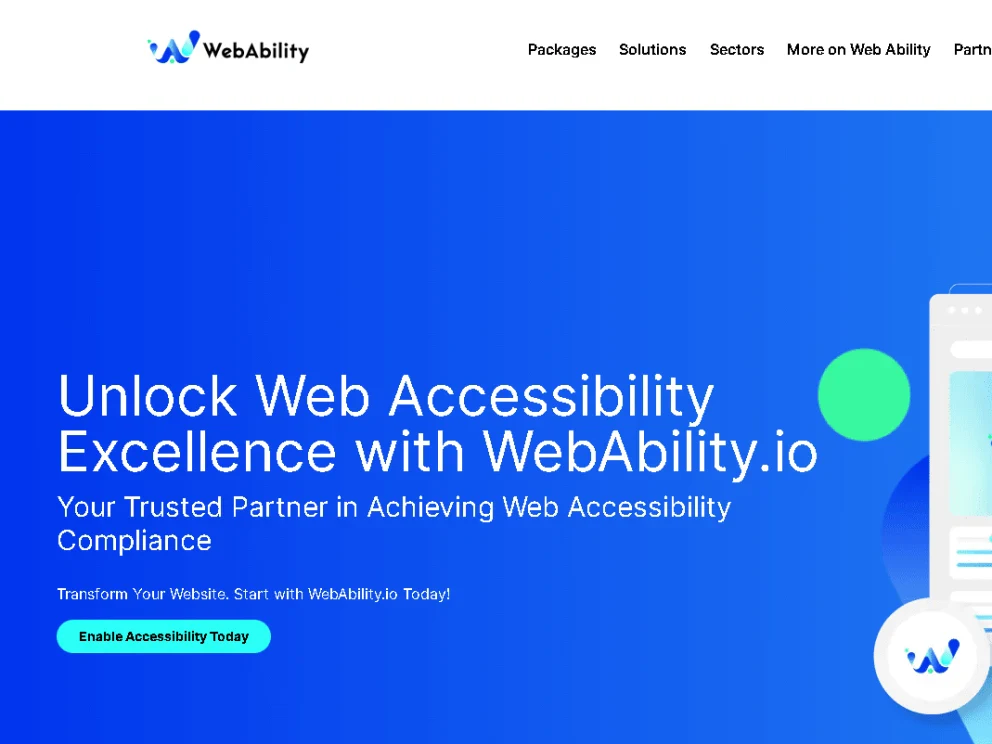 WebAbility
Packages Solutions Sectors More on Web Ability Partn
Unlock Web Accessibility
Excellence with WebAbility.io
Your Trusted Partner in Achieving Web Accessibility
Compliance
Transform Your Website. Start with WebAbility.io Today!
Enable Accessibility Today